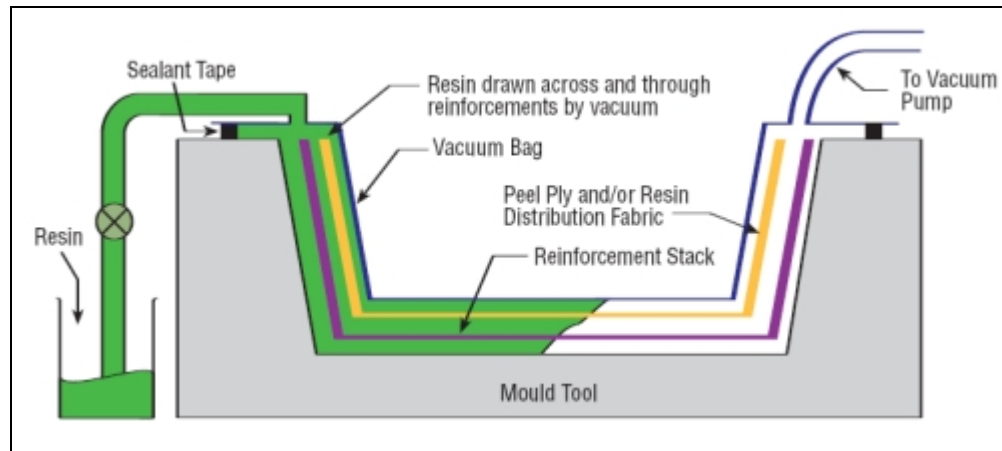 Sealant Tape
Resin drawn across and through
reinforcements by vacuum
To Vacuum
Pump
Vacuum Bag
Peel Ply and/or Resin
Distribution Fabric
Resin
Reinforcement Stack
Mould Tool